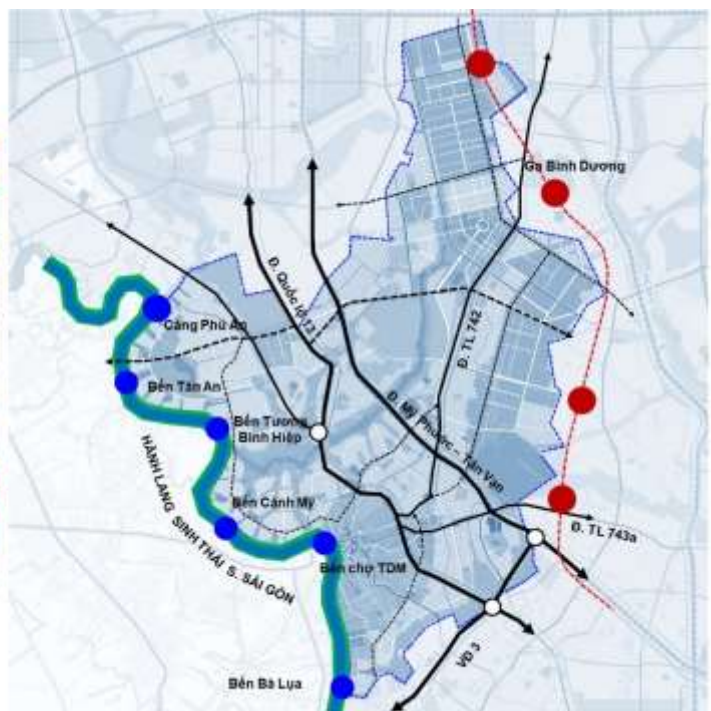 Ga Bình Dương
Đ. Quốc lộ 13
Cảng Phú An
Đ. TL 742
Bến Tân An
Đ. Mỹ Phước - Tân Vạn
Bến Tương
Bình Hiệp
HÀNH LANG SINH THÁI S. SÀI GÒN
Bến Cảnh Mỹ
Đ. TL 743a
Bến chợ TDM
VĐ 3
Bến Bà Lụa